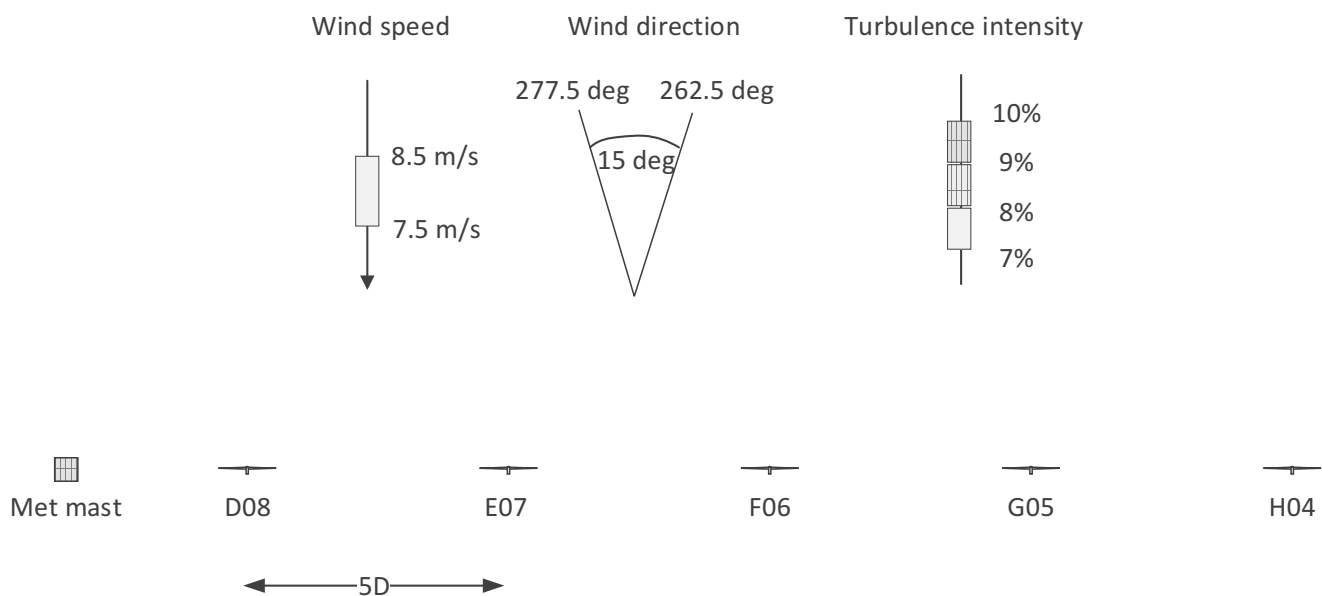 Wind speed
Wind direction
Turbulence intensity
277.5 deg
262.5 deg
10%
8.5 m/s
15 deg
9%
7.5 m/s
8%
7%
Met mast
D08
E07
F06
G05
H04
5D